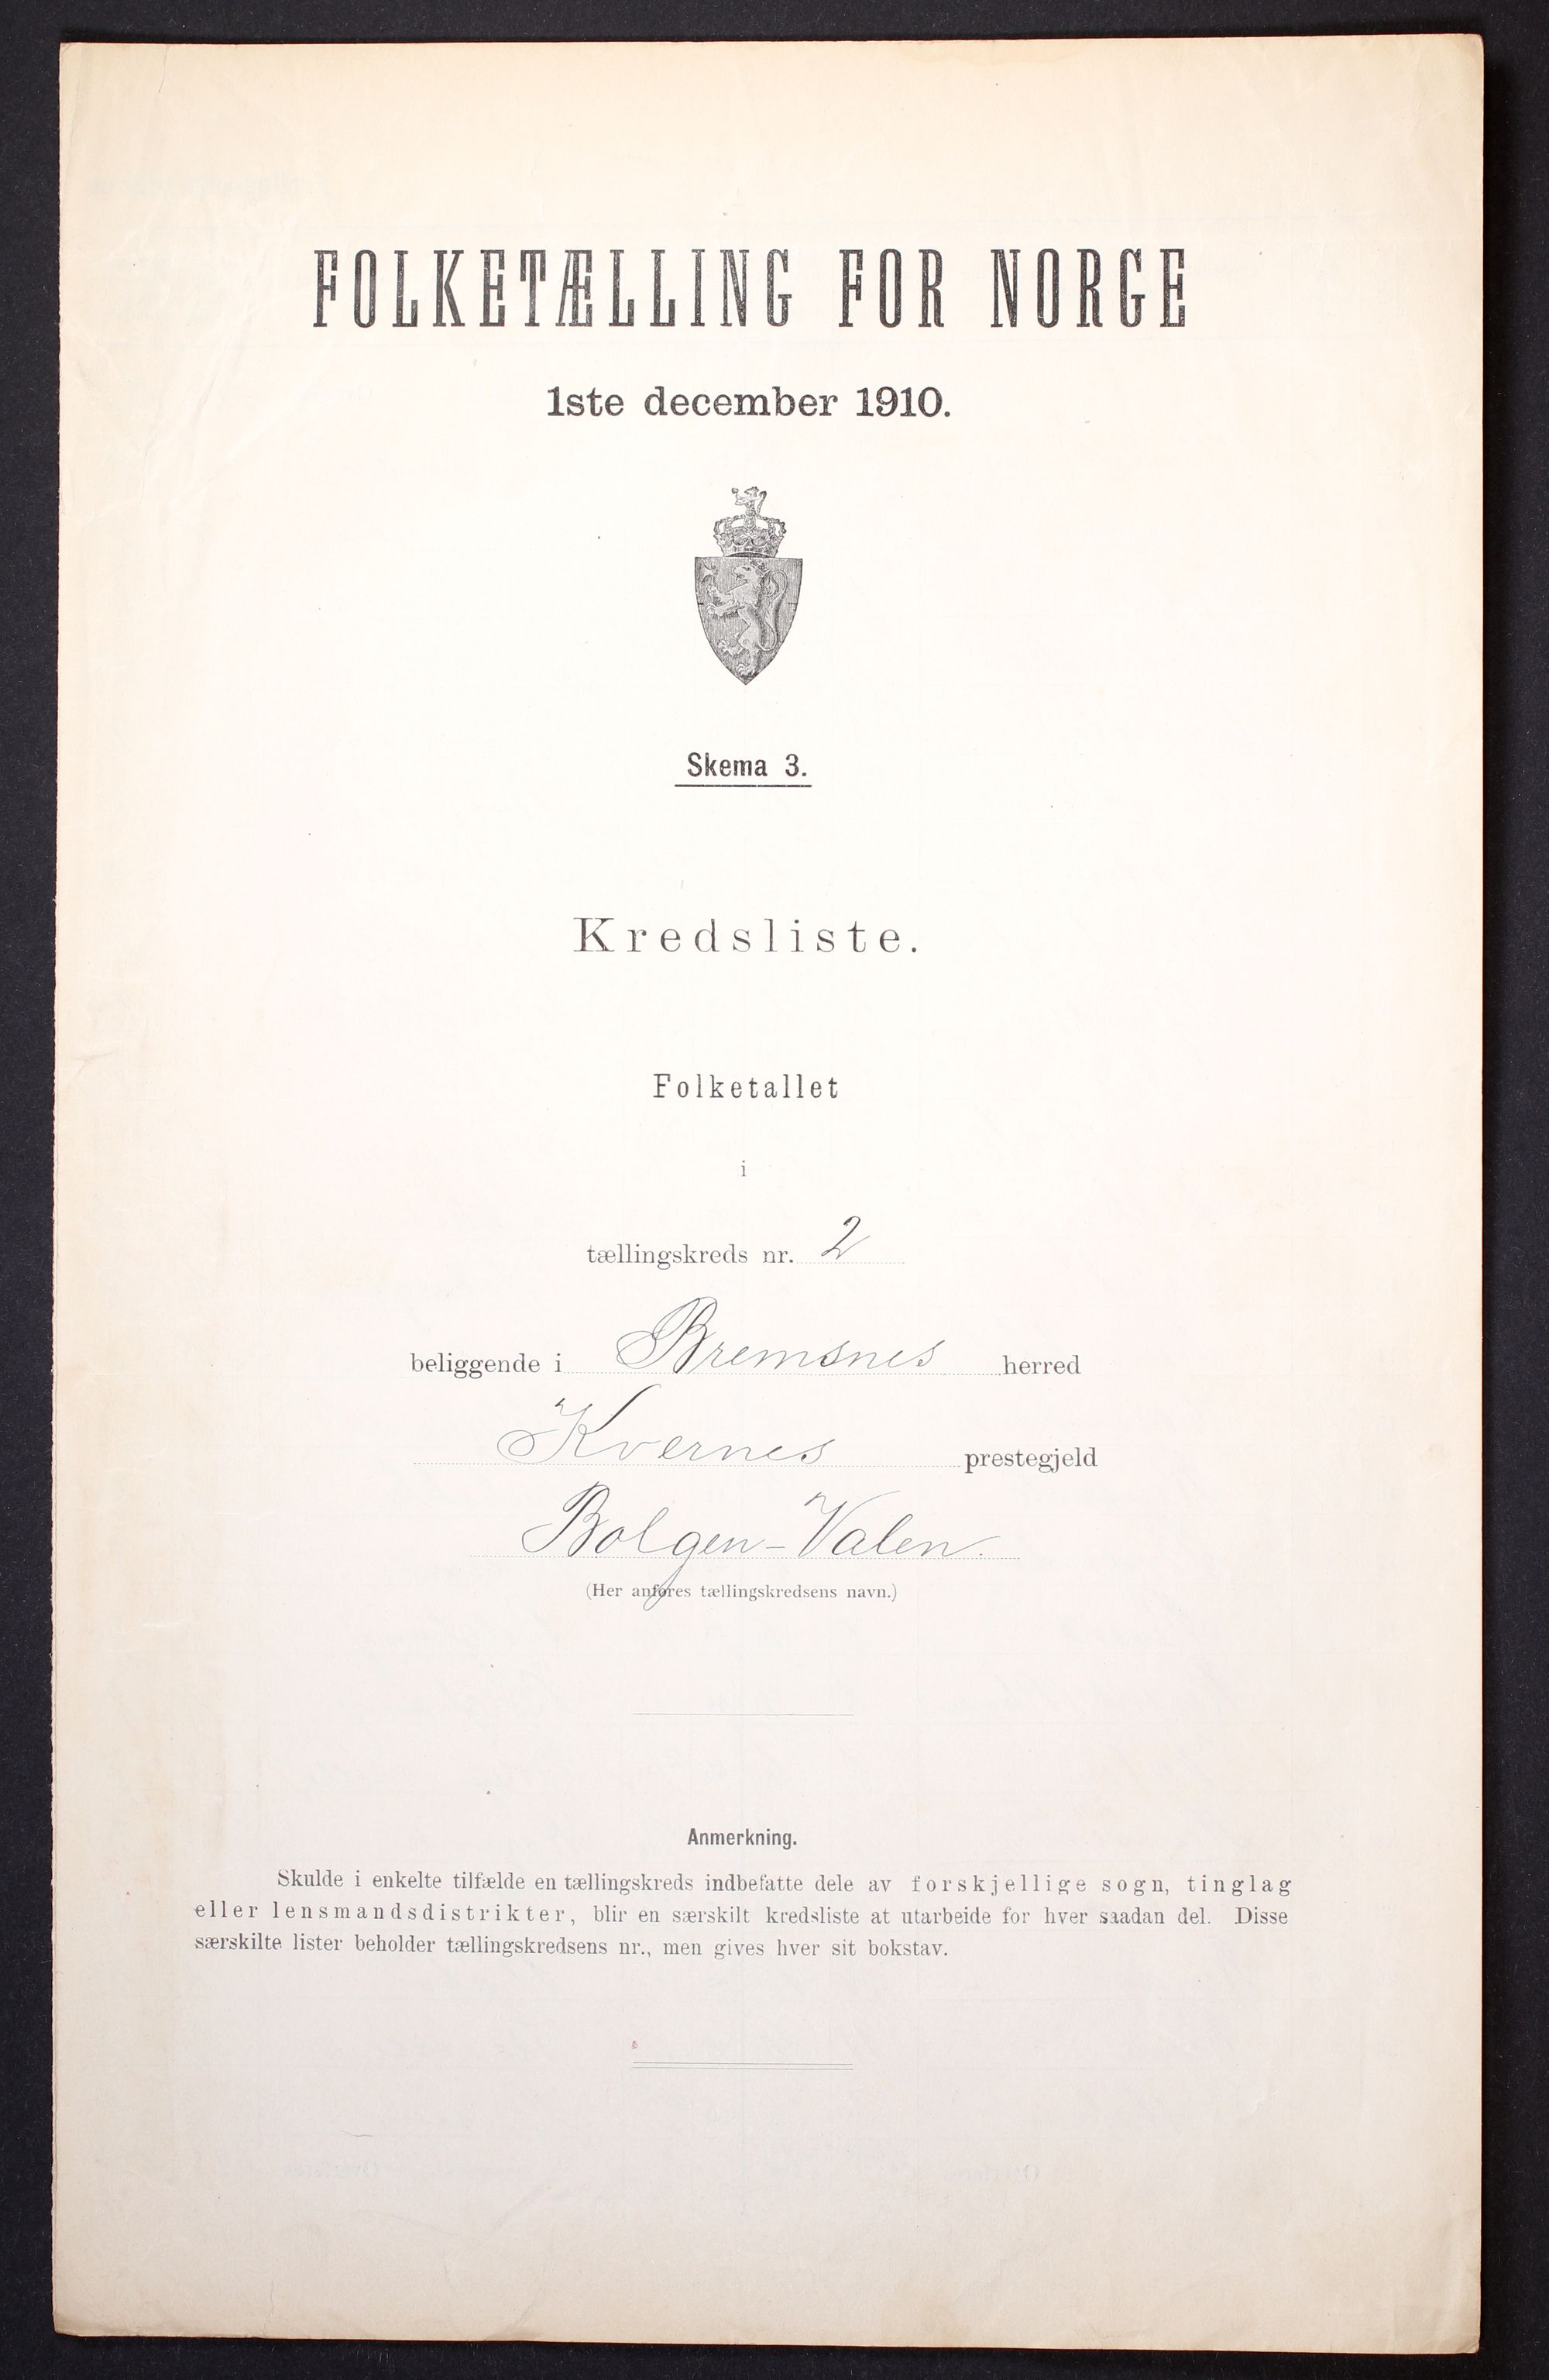 FOLKETÆLLING FOR NORGE
1ste december 1910.
Skema 3.
Kredsliste.
Folketallet
i
tællingskreds nr. 2
beliggende i Bremsnes herred
Kvernes prestegjeld
Bolgen-Valen.
(Her anføres tællingskredsens navn.)
Anmerkning.
Skulde i enkelte tilfælde en tællingskreds indbefatte dele av forskjellige sogn, tinglag
eller lensmandsdistrikter, blir en særskilt kredsliste at utarbeide for hver saadan del. Disse
særskilte lister beholder tællingskredsens nr., men gives hver sit bokstav.